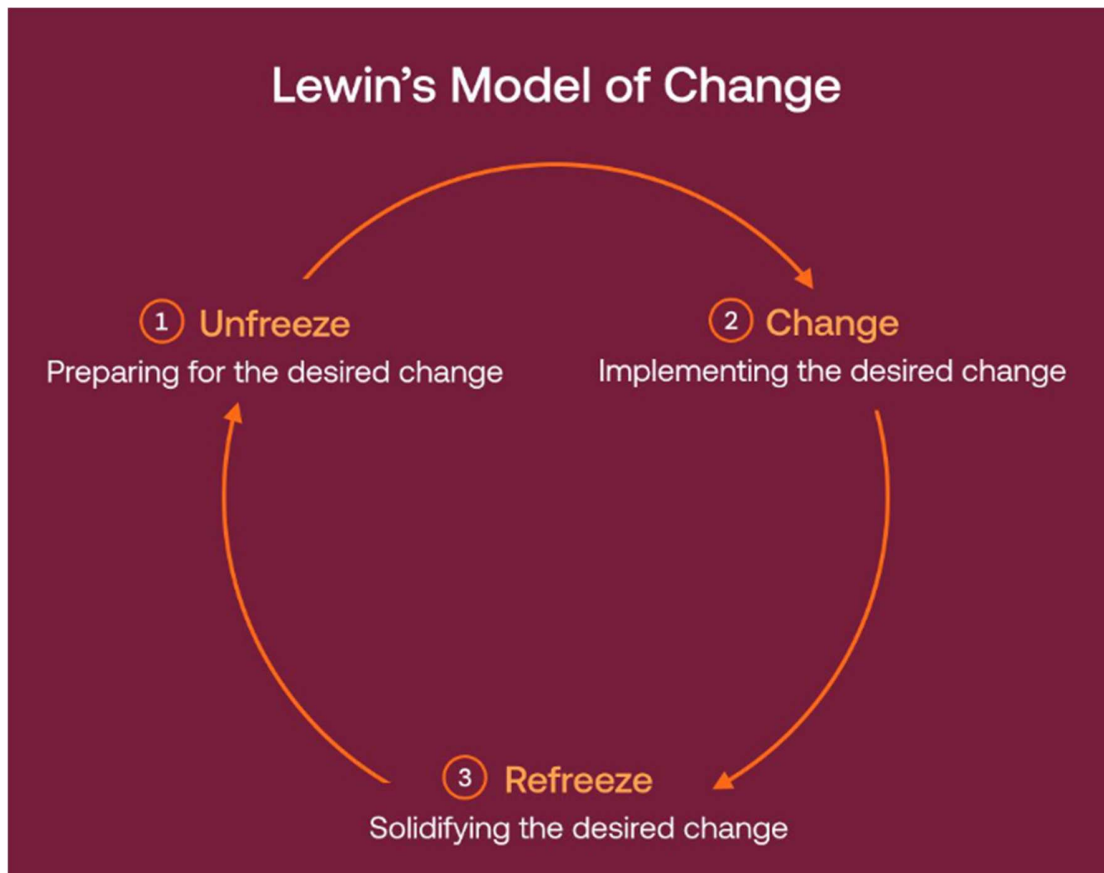 Lewin’s Model of Change
1 Unfreeze
Preparing for the desired change
2 Change
Implementing the desired change
3 Refreeze
Solidifying the desired change